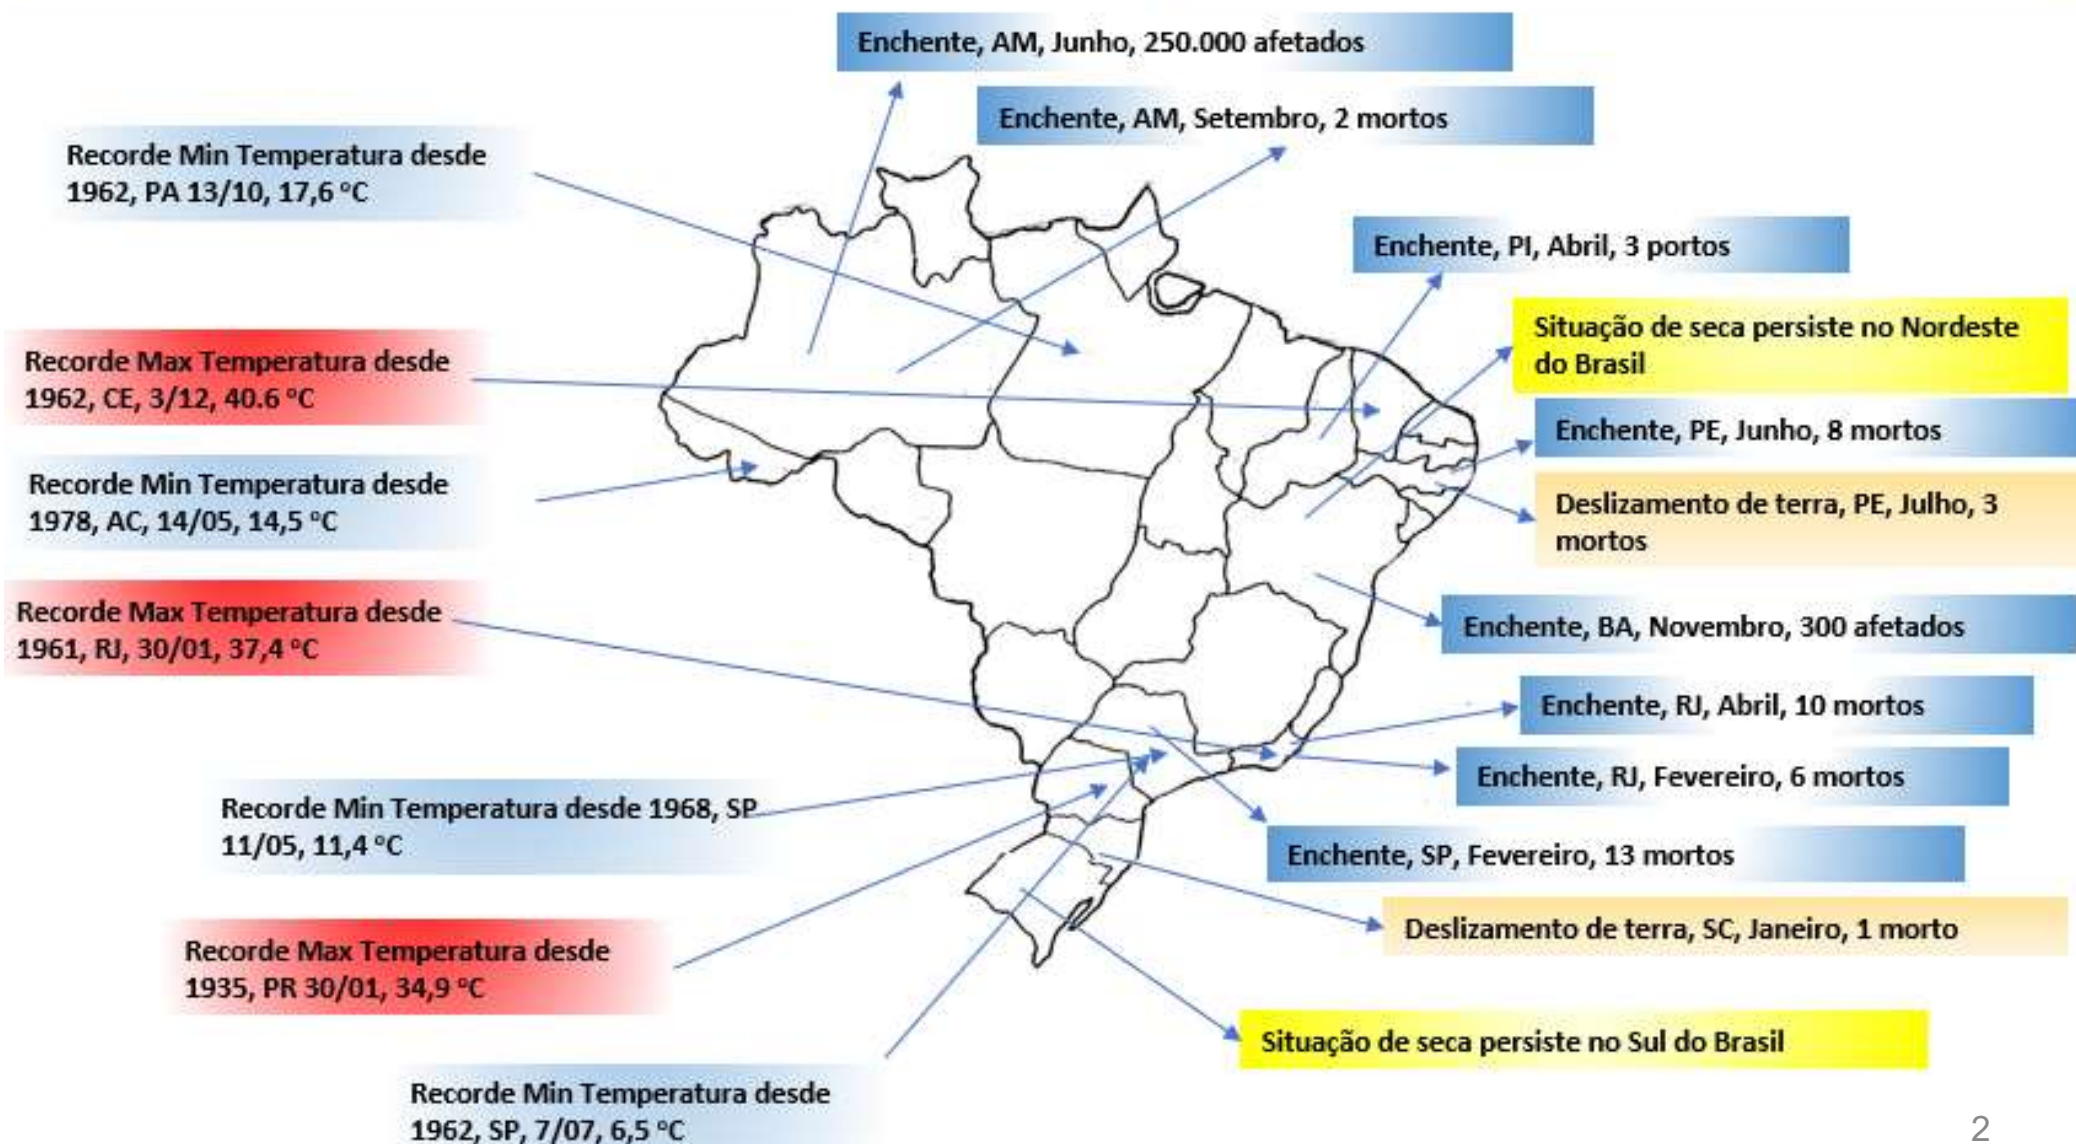 Enchente, AM, Junho, 250.000 afetados
Enchente, AM, Setembro, 2 mortos
Recorde Min Temperatura desde
1962, PA 13/10, 17,6 °C
Enchente, PI, Abril, 3 portos
Situação de seca persiste no Nordeste
do Brasil
Recorde Max Temperatura desde
1962, CE, 3/12, 40.6 °C
Enchente, PE, Junho, 8 mortos
Recorde Min Temperatura desde
1978, AC, 14/05, 14,5 °C
Deslizamento de terra, PE, Julho, 3
mortos
Recorde Max Temperatura desde
1961, RJ, 30/01, 37,4 °C
Enchente, BA, Novembro, 300 afetados
Enchente, RJ, Abril, 10 mortos
Enchente, RJ, Fevereiro, 6 mortos
Recorde Min Temperatura desde 1968, SP
11/05, 11,4 °C
Enchente, SP, Fevereiro, 13 mortos
Deslizamento de terra, SC, Janeiro, 1 morto
Recorde Max Temperatura desde
1935, PR 30/01, 34,9 °C
Situação de seca persiste no Sul do Brasil
Recorde Min Temperatura desde
1962, SP, 7/07, 6,5 °C
2